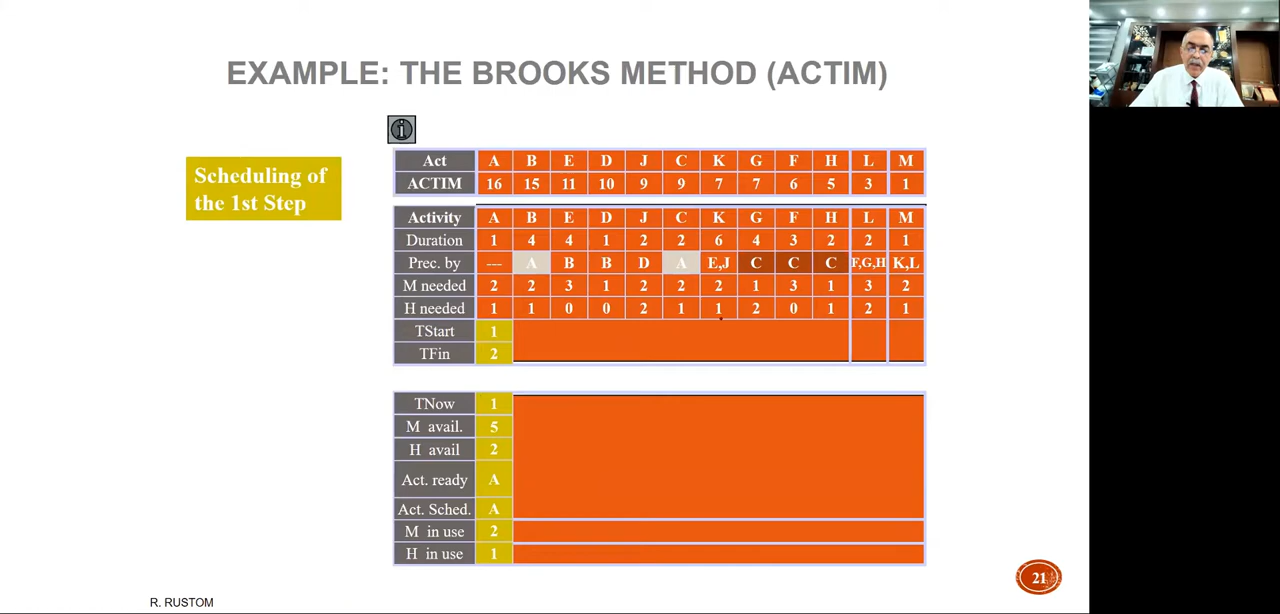 EXAMPLE: THE BROOKS METHOD (ACTIM)
Scheduling of
the 1st Step
Act A B E D J C K G F H L M
ACTIM 16 15 11 10 9 9 7 7 6 5 3 1
Activity A B E D J C K G F H L M
Duration 1 4 4 1 2 2 6 4 3 2 2 1
Prec. by --- A B B D A E,J C C C F,G,H K,L
M needed 2 2 3 1 2 2 2 1 3 1 3 2
H needed 1 1 0 0 2 1 1 2 0 1 2 1
TStart 1
TFin 2
TNow 1
M avail. 5
H avail 2
Act. ready A
Act. Sched. A
M in use 2
H in use 1
21
R. RUSTOM